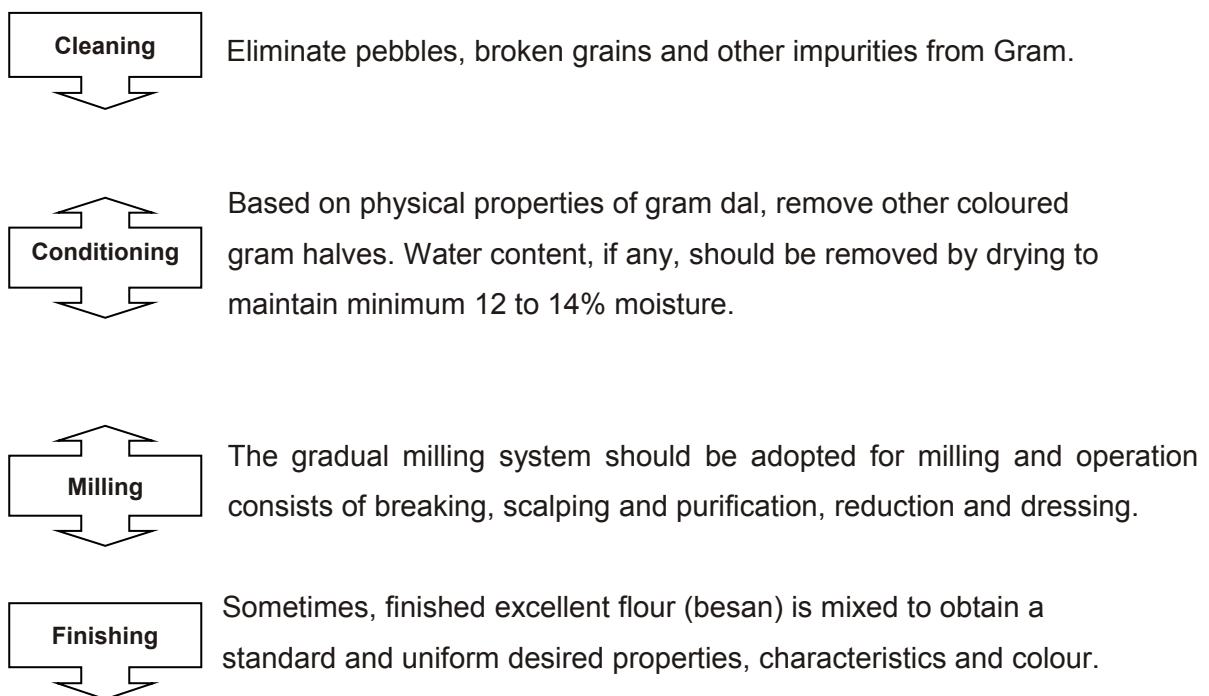 Cleaning
Eliminate pebbles, broken grains and other impurities from Gram.
Based on physical properties of gram dal, remove other coloured
Conditioning
gram halves. Water content, if any, should be removed by drying to
maintain minimum 12 to 14% moisture.
The gradual milling system should be adopted for milling and operation
Milling
consists of breaking, scalping and purification, reduction and dressing.
Sometimes, finished excellent flour (besan) is mixed to obtain a
Finishing
standard and uniform desired properties, characteristics and colour.